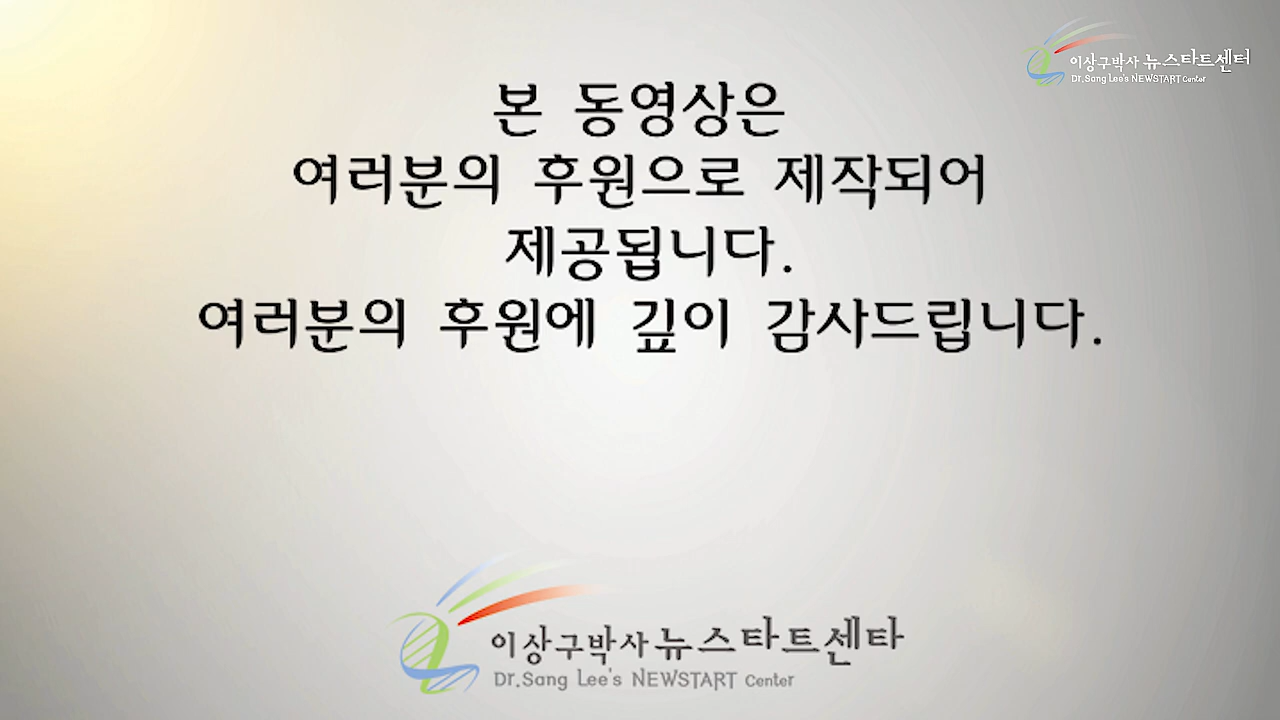 이상구박사 뉴스타트센터
Dr.Sang Lee's NEWSTART Center
본 동영상은
여러분의 후원으로 제작되어
제공됩니다.
여러분의 후원에 깊이 감사드립니다.
이상구박사 뉴스타트센타
Dr.Sang Lee's NEWSTART Center